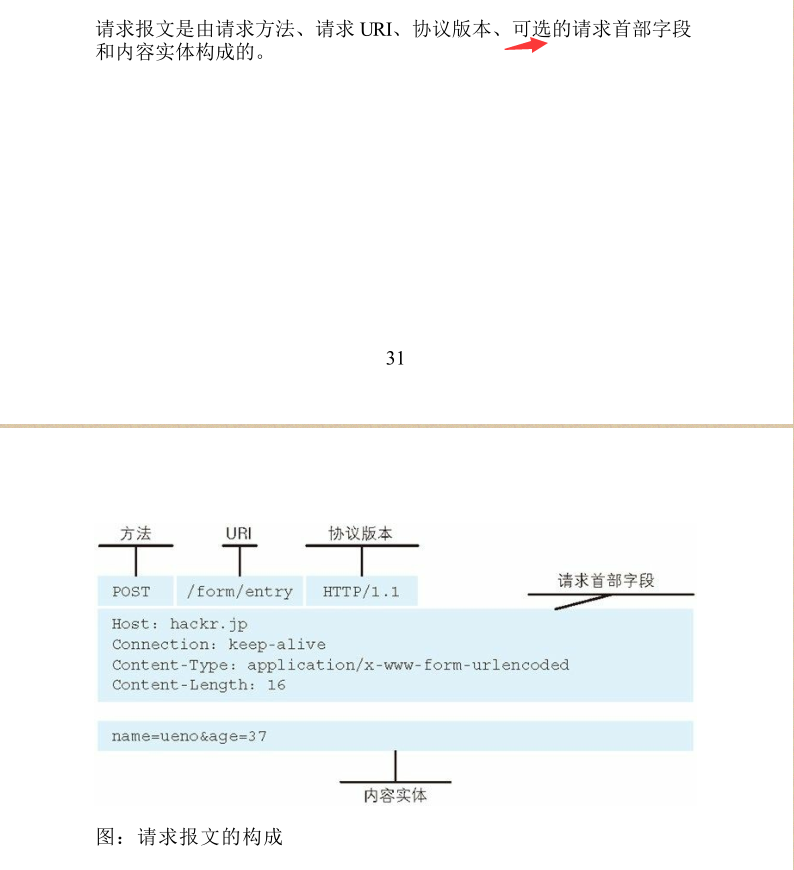 请求报文是由请求方法、请求 URI、协议版本、可选的请求首部字段
和内容实体构成的。
31
方法 URI 协议版本
POST /form/entry HTTP/1.1
请求首部字段
Host: hackr.jp
Connection: keep-alive
Content-Type: application/x-www-form-urlencoded
Content-Length: 16
name=ueno&age=37
内容实体
图：请求报文的构成